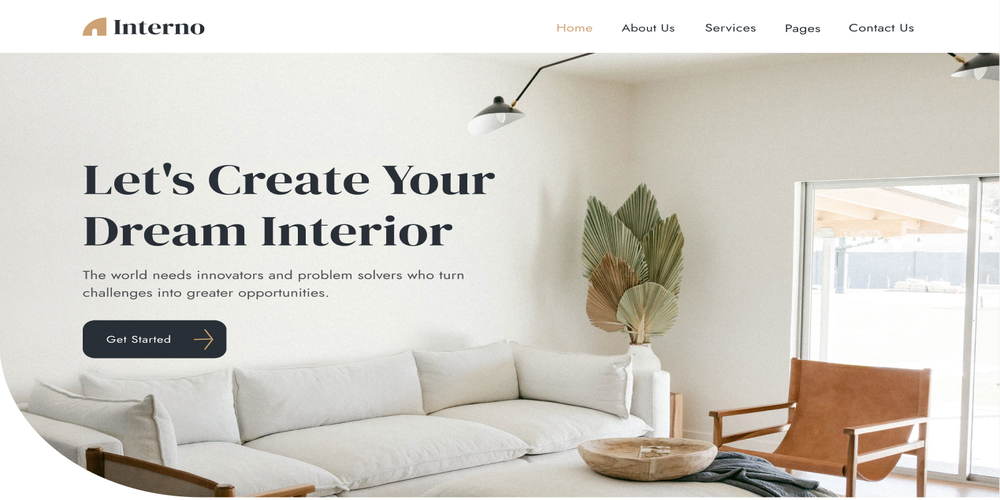 Interno
Home
About Us
Services
Pages
Contact Us
Let's Create Your
Dream Interior
The world needs innovators and problem solvers who turn
challenges into greater opportunities.
Get Started